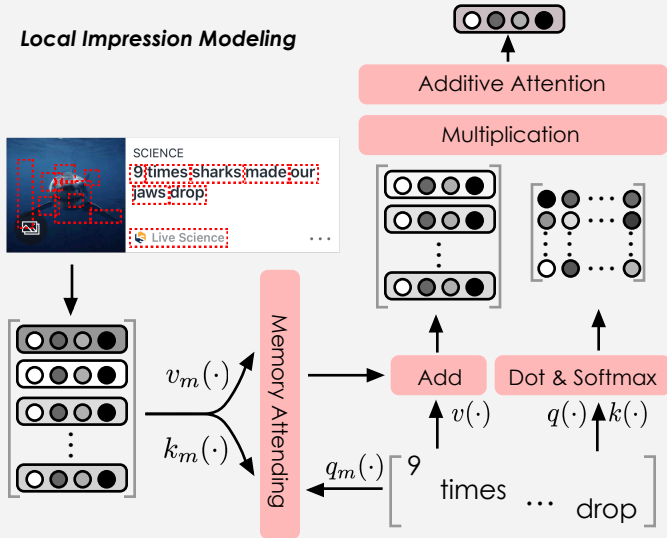 Local Impression Modeling
Additive Attention
Multiplication
SCIENCE
9 times sharks made our
jaws drop
Live Science
Memory Attending
v_m(·)
k_m(·)
Add
Dot & Softmax
v(·)
q(·) k(·)
q_m(·)
9
times
...
drop